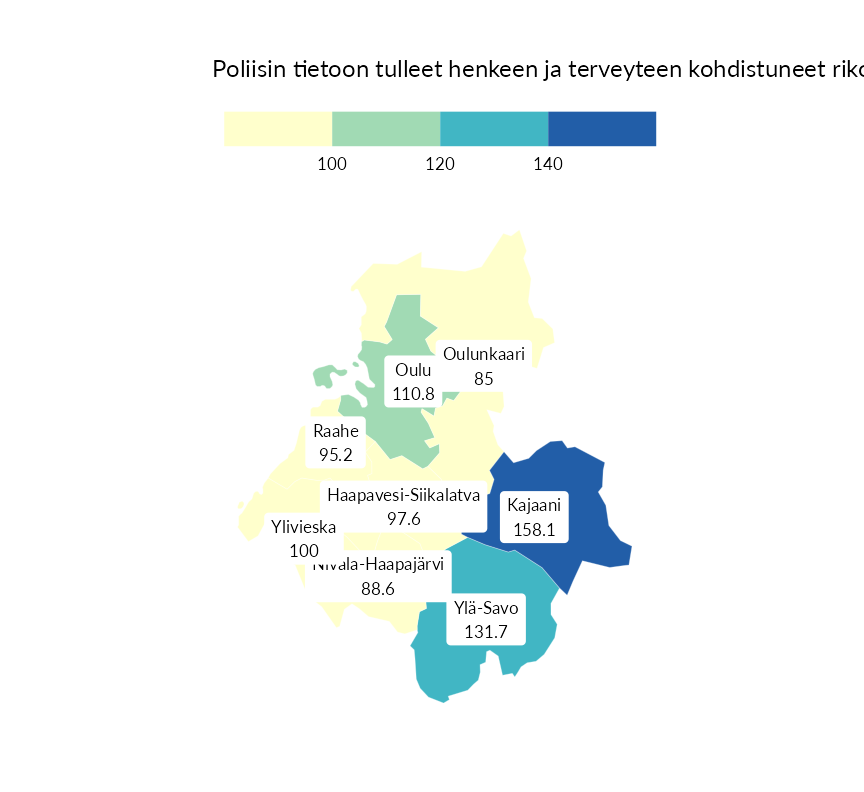 Poliisin tietoon tulleet henkeen ja terveyteen kohdistuneet
100
120
140
Oulunkaari
85
Oulu
110.8
Raahe
95.2
Haapavesi-Siikalatva
97.6
Kajaani
158.1
Ylivieska
100
Nivala-Haapajärvi
88.6
Ylä-Savo
131.7